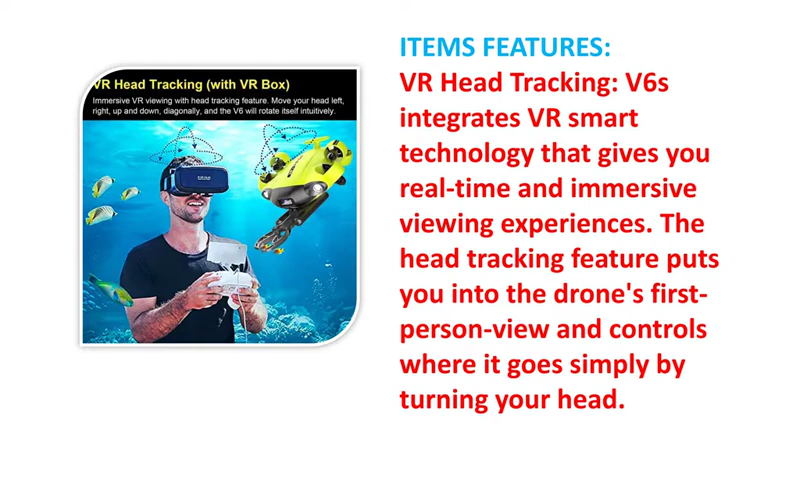 VR Head Tracking (with VR Box)
Immersive VR viewing with head tracking feature. Move your head left,
right, up and down, diagonally, and the V6 will rotate itself intuitively.
ITEMS FEATURES:
VR Head Tracking: V6s
integrates VR smart
technology that gives you
real-time and immersive
viewing experiences. The
head tracking feature puts
you into the drone's first-
person-view and controls
where it goes simply by
turning your head.